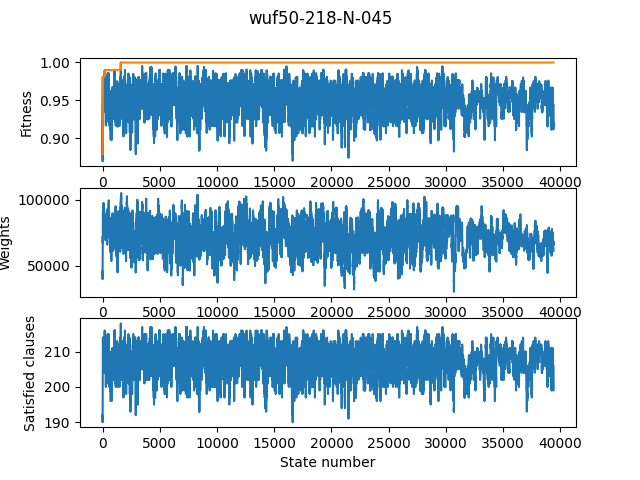 wuf50-218-N-045
1.00
0.95
0.90
Fitness
0 5000 10000 15000 20000 25000 30000 35000 40000
100000
50000
Weights
0 5000 10000 15000 20000 25000 30000 35000 40000
210
200
190
Satisfied clauses
0 5000 10000 15000 20000 25000 30000 35000 40000
State number